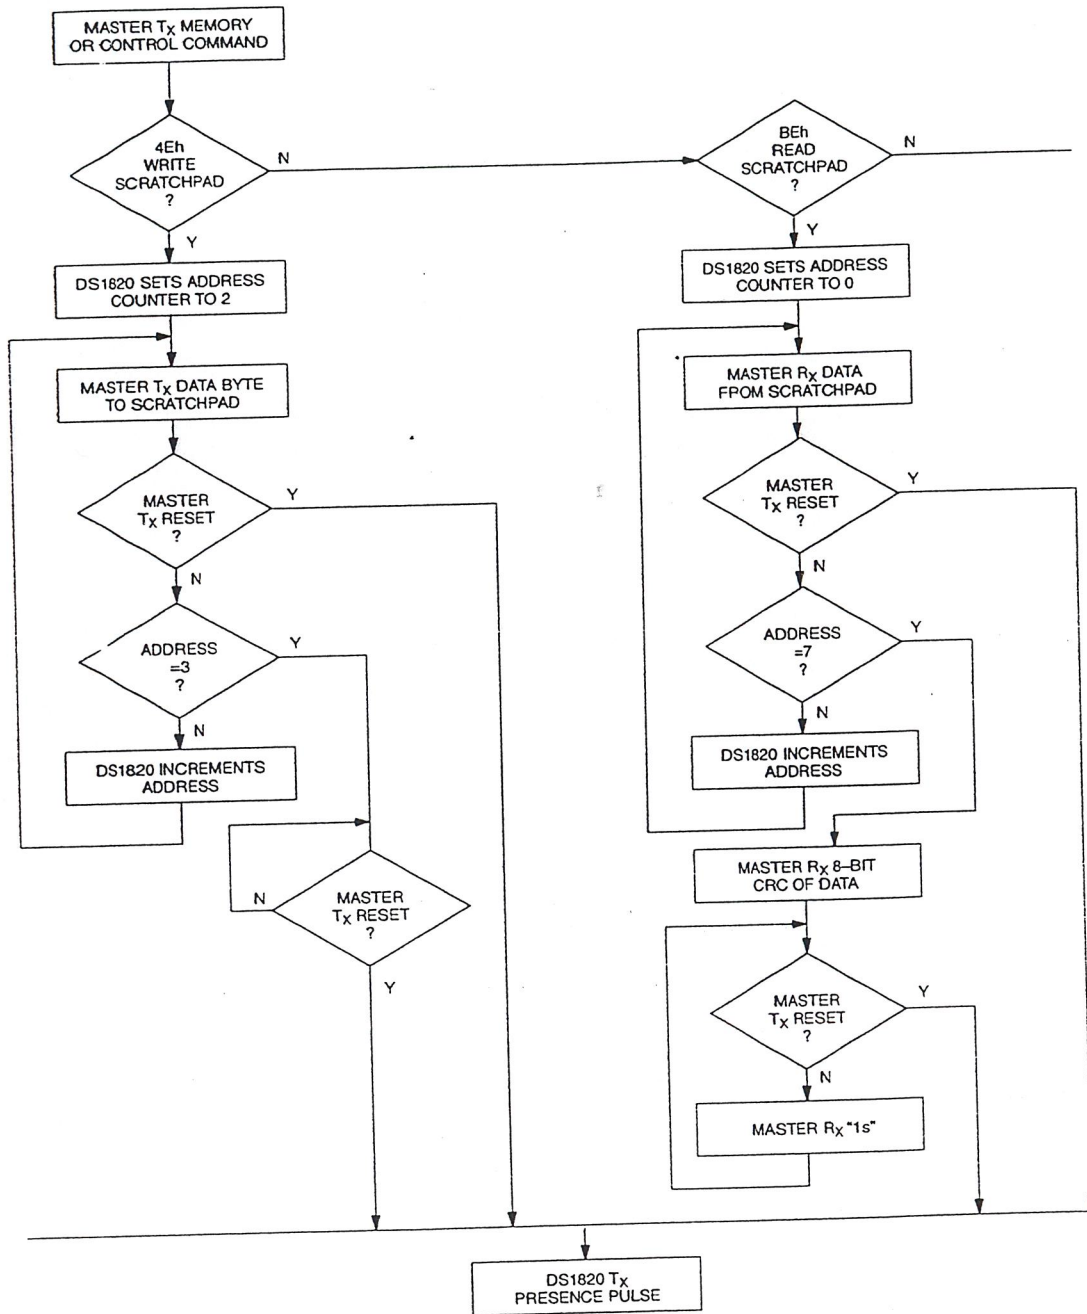 MASTER TX MEMORY
OR CONTROL COMMAND
4Eh
WRITE
SCRATCHPAD
?
N
Y
BEh
READ
SCRATCHPAD
?
N
Y
DS1820 SETS ADDRESS
COUNTER TO 2
MASTER TX DATA BYTE
TO SCRATCHPAD
MASTER
TX RESET
?
Y
N
ADDRESS
=3
?
Y
N
DS1820 INCREMENTS
ADDRESS
MASTER
TX RESET
?
N
Y
DS1820 SETS ADDRESS
COUNTER TO 0
MASTER RX DATA
FROM SCRATCHPAD
MASTER
TX RESET
?
Y
N
ADDRESS
=7
?
Y
N
DS1820 INCREMENTS
ADDRESS
MASTER RX 8–BIT
CRC OF DATA
MASTER
TX RESET
?
Y
N
MASTER RX "1s"
DS1820 TX
PRESENCE PULSE